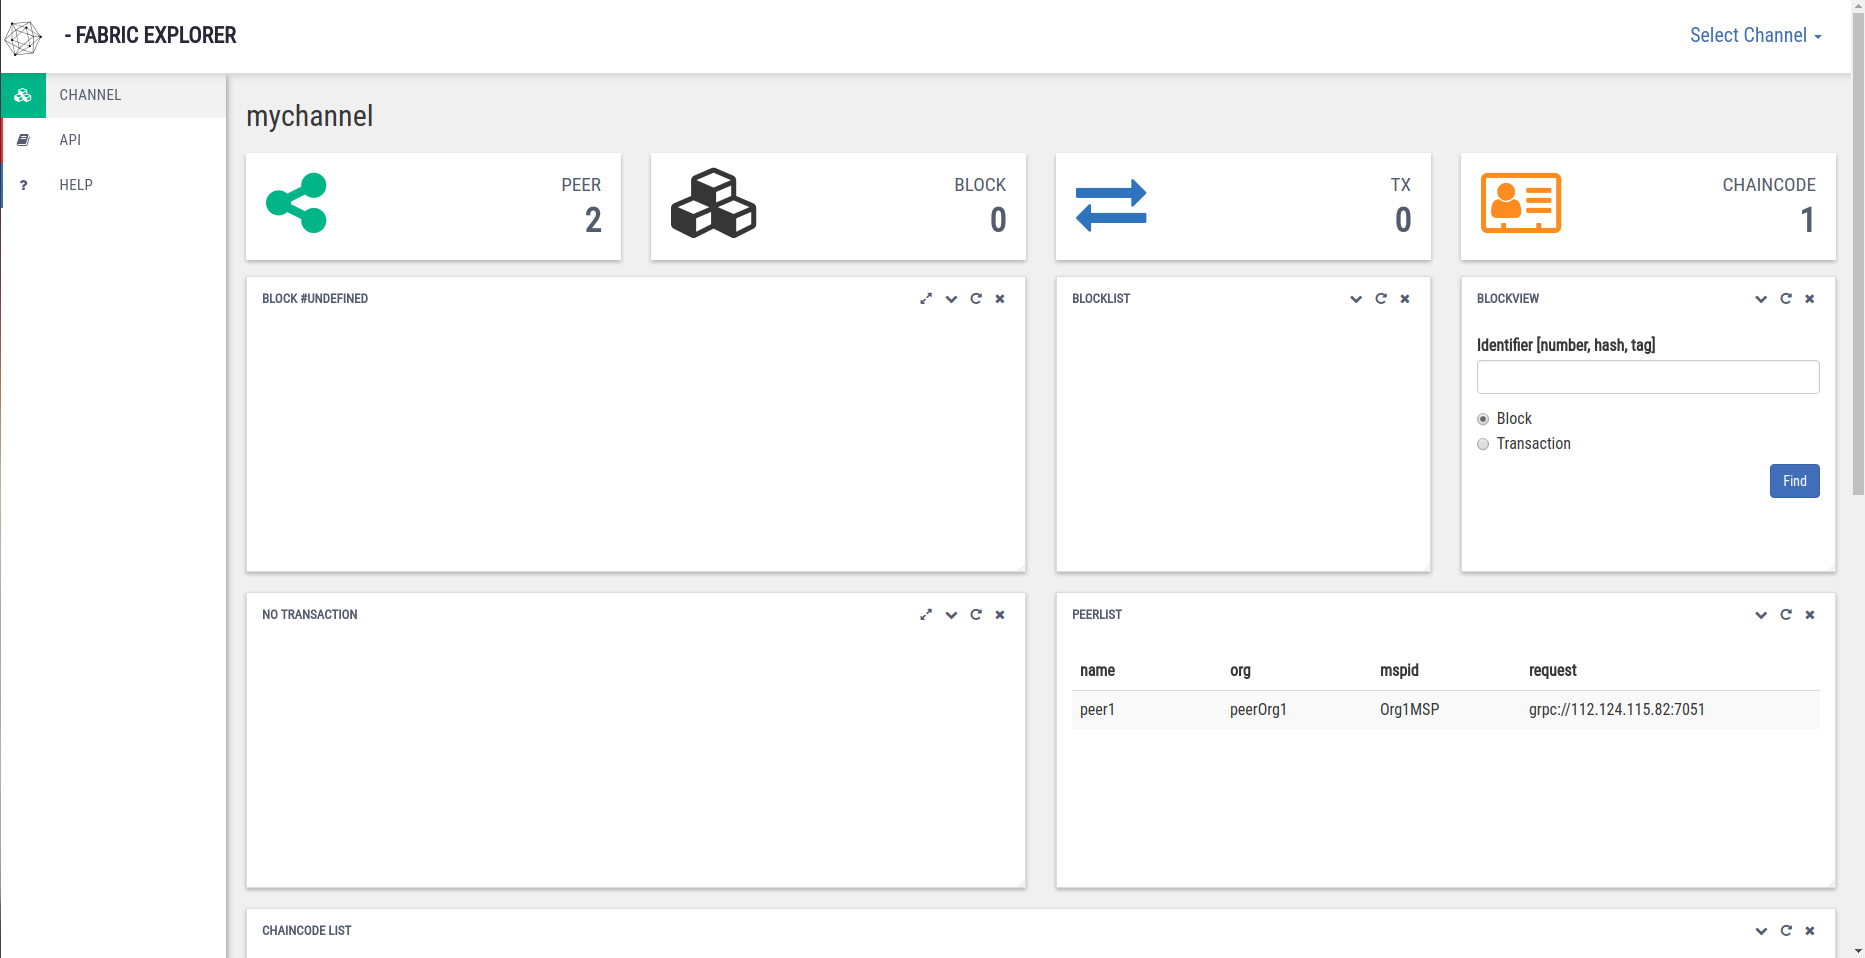 - FABRIC EXPLORER
Select Channel
CHANNEL
API
? HELP
mychannel
PEER
2
BLOCK
0
TX
0
CHAINCODE
1
BLOCK #UNDEFINED
BLOCKLIST
BLOCKVIEW
Identifier [number, hash, tag]
Block
Transaction
Find
NO TRANSACTION
PEERLIST
name org mspid request
peer1 peerOrg1 Org1MSP grpc://112.124.115.82:7051
CHAINCODE LIST